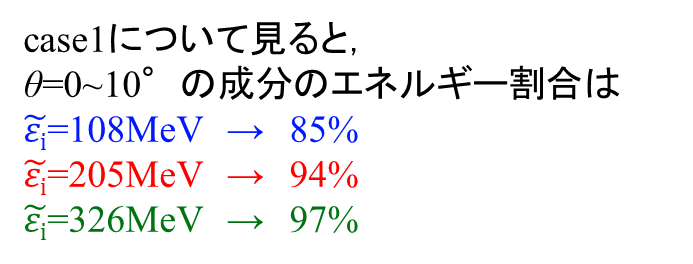 case1について見ると,
θ=0~10°の成分のエネルギー割合は
ε̃i=108MeV → 85%
ε̃i=205MeV → 94%
ε̃i=326MeV → 97%